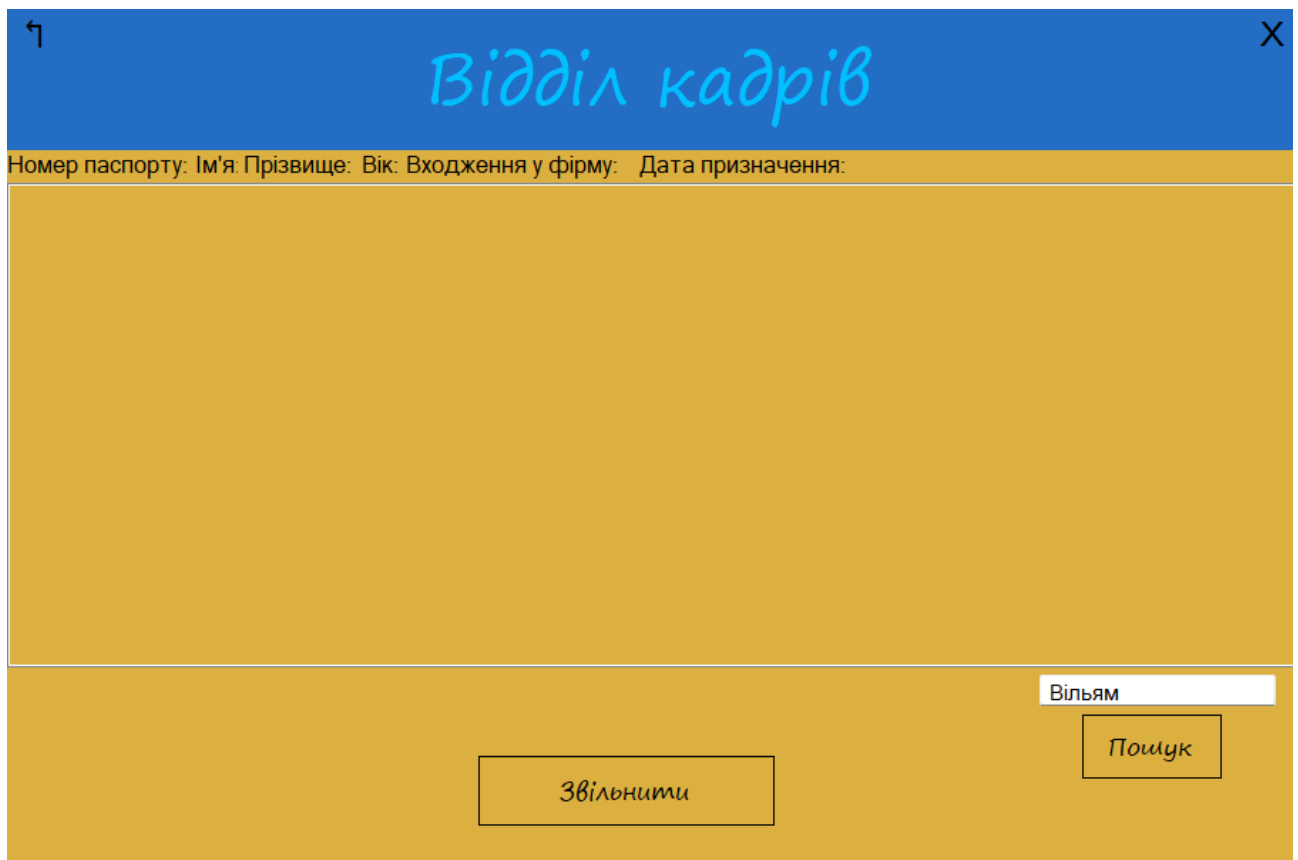 ↰ X
Відділ кадрів
Номер паспорту: Ім'я: Прізвище: Вік: Входження у фірму: Дата призначення:
Вільям
Пошук
Звільнити